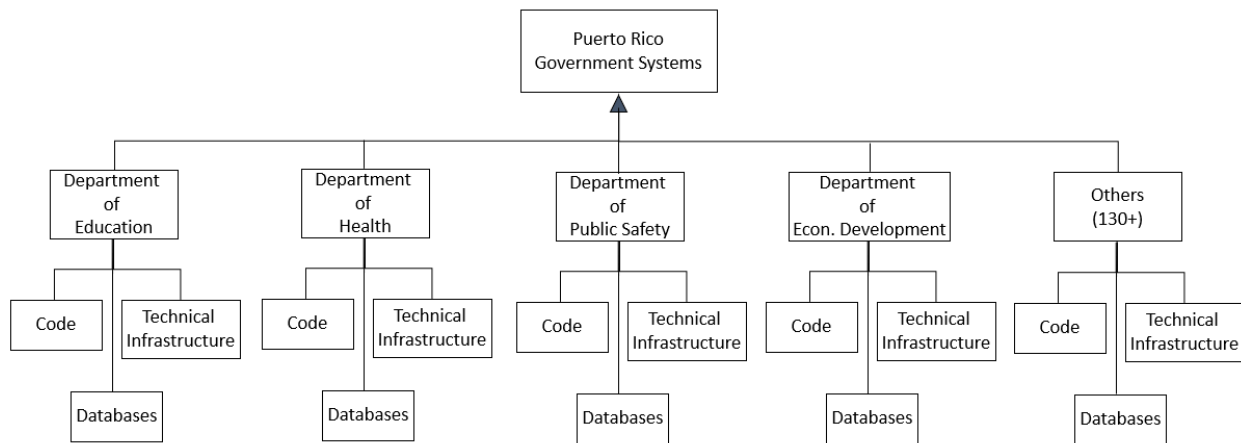 Puerto Rico
Government Systems
Department
of
Education
Department
of
Health
Department
of
Public Safety
Department
of
Econ. Development
Others
(130+)
Code
Technical
Infrastructure
Code
Technical
Infrastructure
Code
Technical
Infrastructure
Code
Technical
Infrastructure
Code
Technical
Infrastructure
Databases
Databases
Databases
Databases
Databases